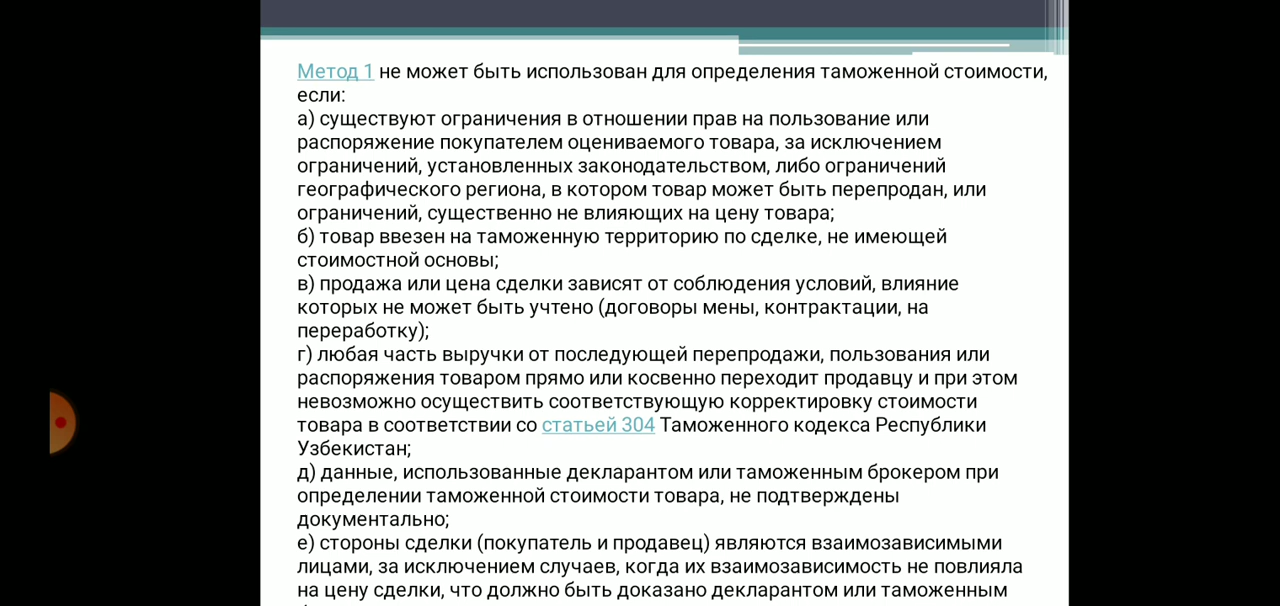 Метод 1 не может быть использован для определения таможенной стоимости,
если:
а) существуют ограничения в отношении прав на пользование или
распоряжение покупателем оцениваемого товара, за исключением
ограничений, установленных законодательством, либо ограничений
географического региона, в котором товар может быть перепродан, или
ограничений, существенно не влияющих на цену товара;
б) товар ввезен на таможенную территорию по сделке, не имеющей
стоимостной основы;
в) продажа или цена сделки зависят от соблюдения условий, влияние
которых не может быть учтено (договоры мены, контрактации, на
переработку);
г) любая часть выручки от последующей перепродажи, пользования или
распоряжения товаром прямо или косвенно переходит продавцу и при этом
невозможно осуществить соответствующую корректировку стоимости
товара в соответствии со статьей 304 Таможенного кодекса Республики
Узбекистан;
д) данные, использованные декларантом или таможенным брокером при
определении таможенной стоимости товара, не подтверждены
документально;
е) стороны сделки (покупатель и продавец) являются взаимозависимыми
лицами, за исключением случаев, когда их взаимозависимость не повлияла
на цену сделки, что должно быть доказано декларантом или таможенным